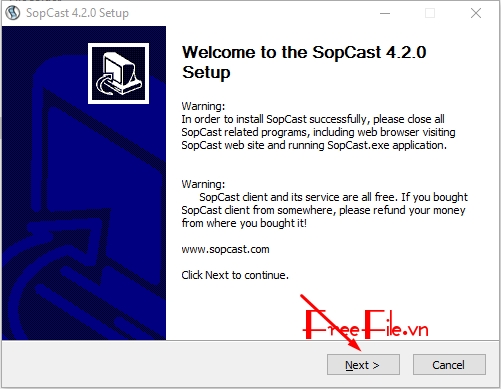 SopCast 4.2.0 Setup
Welcome to the SopCast 4.2.0
Setup
Warning:
In order to install SopCast successfully, please close all
SopCast related programs, including web browser visiting
SopCast web site and running SopCast.exe application.
Warning:
SopCast client and its service are all free. If you bought
SopCast client from somewhere, please refund your money
from where you bought it!
www.sopcast.com
Click Next to continue.
FreeFile.vn
Next >
Cancel